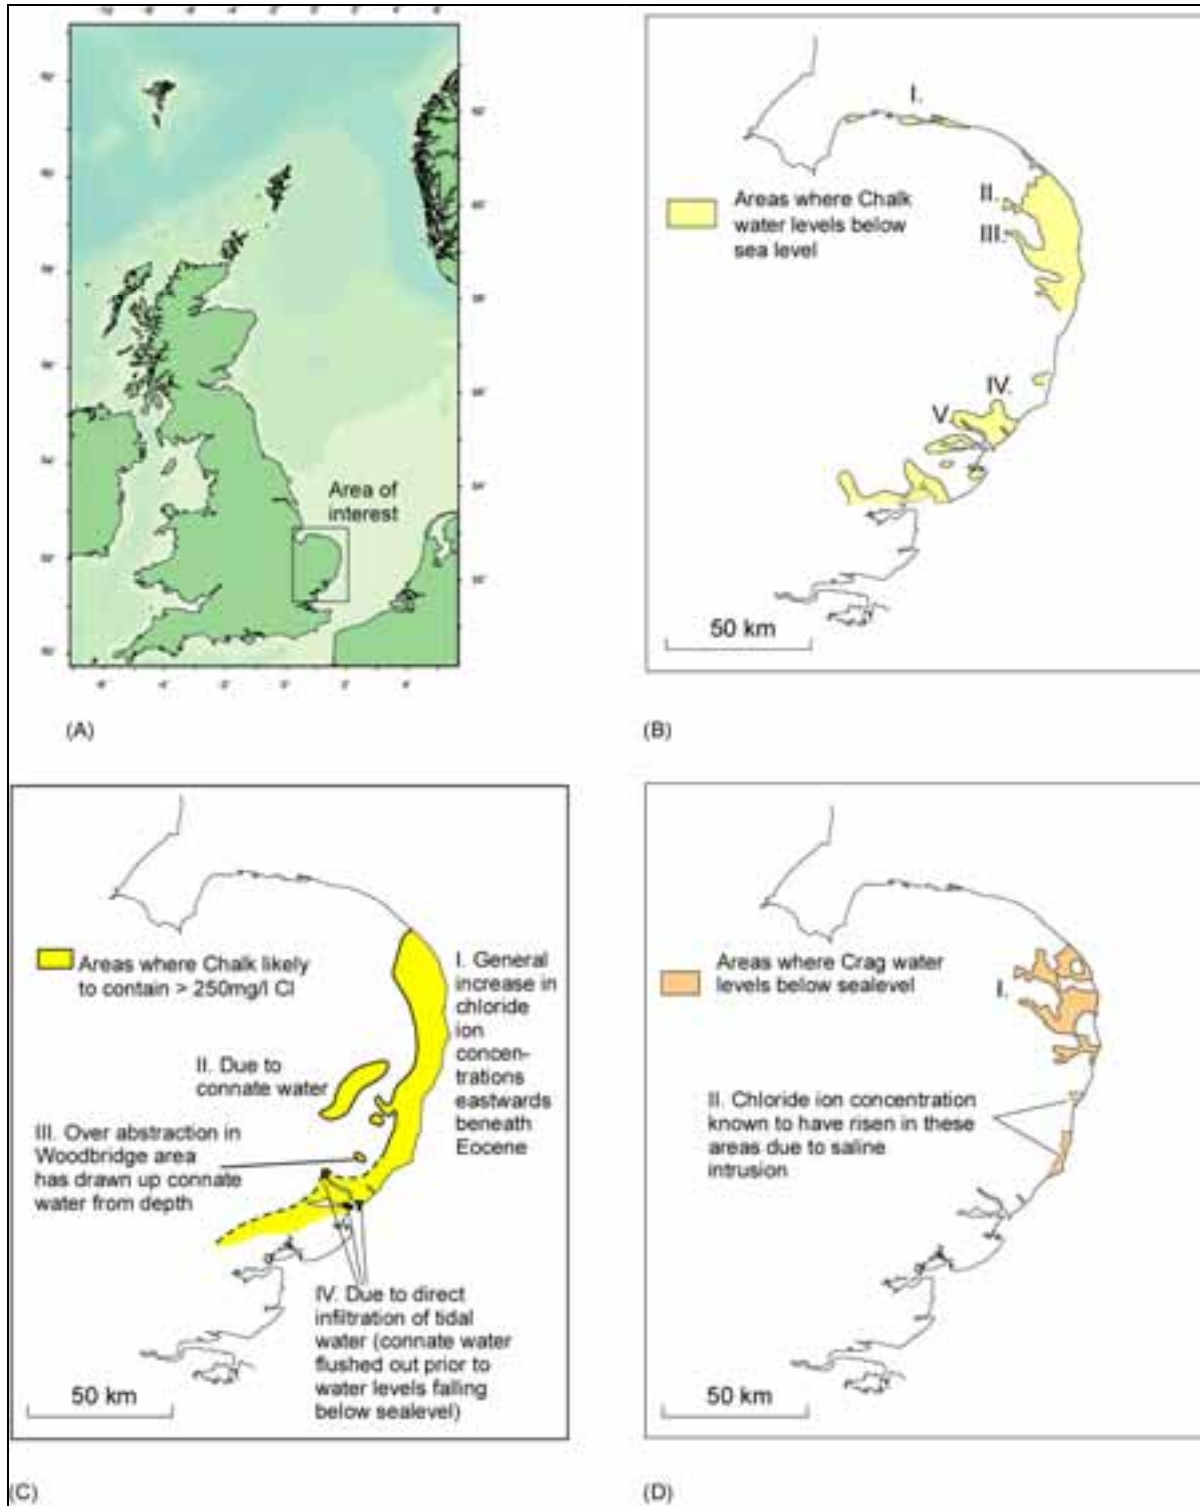 Area of
interest
(A)
I.
II.
III.
Areas where Chalk
water levels below
sea level
IV.
V.
50 km
(B)
Areas where Chalk likely
to contain > 250mg/l Cl
I. General
increase in
chloride
ion
concen-
trations
eastwards
beneath
Eocene
II. Due to
connate water
III. Over abstraction in
Woodbridge area
has drawn up connate
water from depth
IV. Due to direct
infiltration of tidal
water (connate water
flushed out prior to
water levels falling
below sealevel)
50 km
(C)
Areas where Crag water
levels below sealevel
I.
II. Chloride ion concentration
known to have risen in these
areas due to saline
intrusion
50 km
(D)